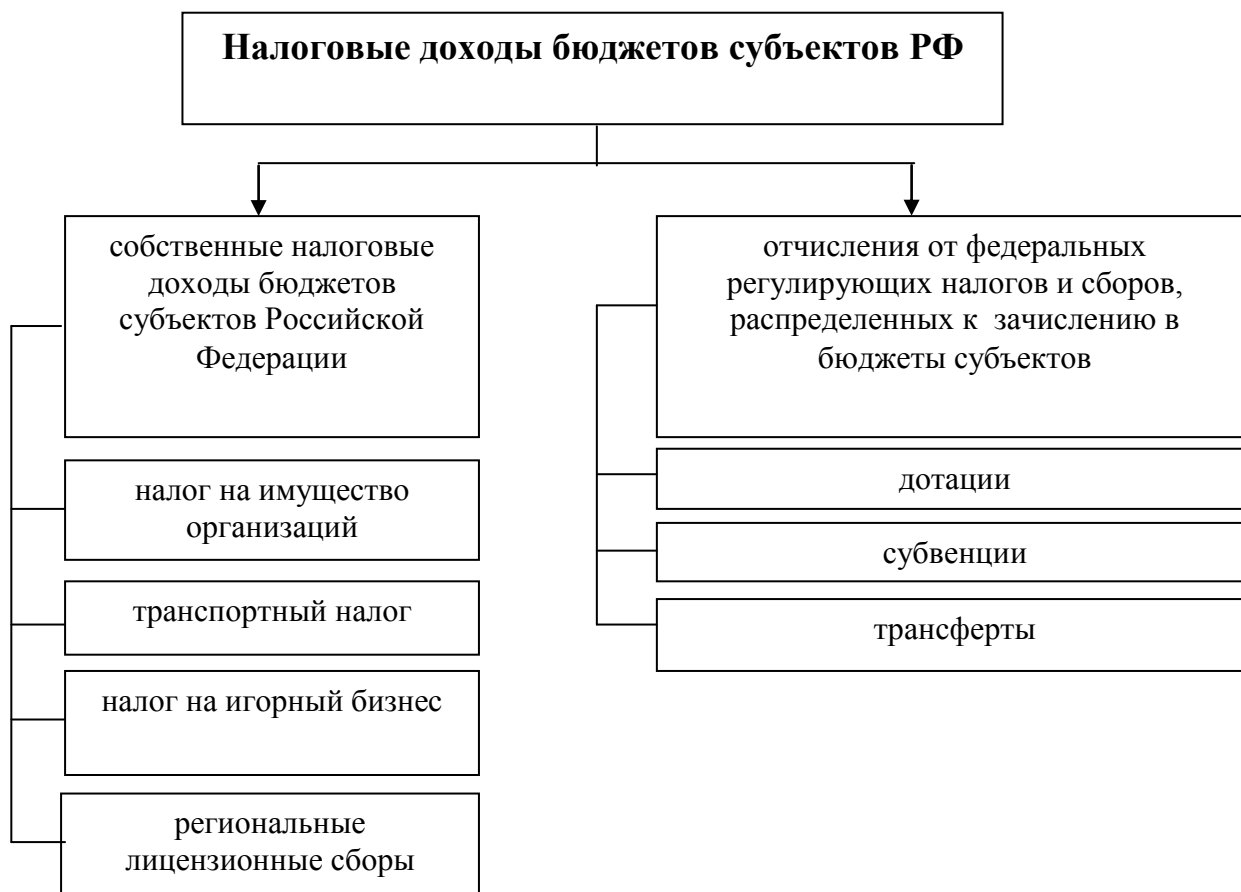 Налоговые доходы бюджетов субъектов РФ
собственные налоговые
доходы бюджетов
субъектов Российской
Федерации
налог на имущество
организаций
транспортный налог
налог на игорный бизнес
региональные
лицензионные сборы
отчисления от федеральных
регулирующих налогов и сборов,
распределенных к зачислению в
бюджеты субъектов
дотации
субвенции
трансферты